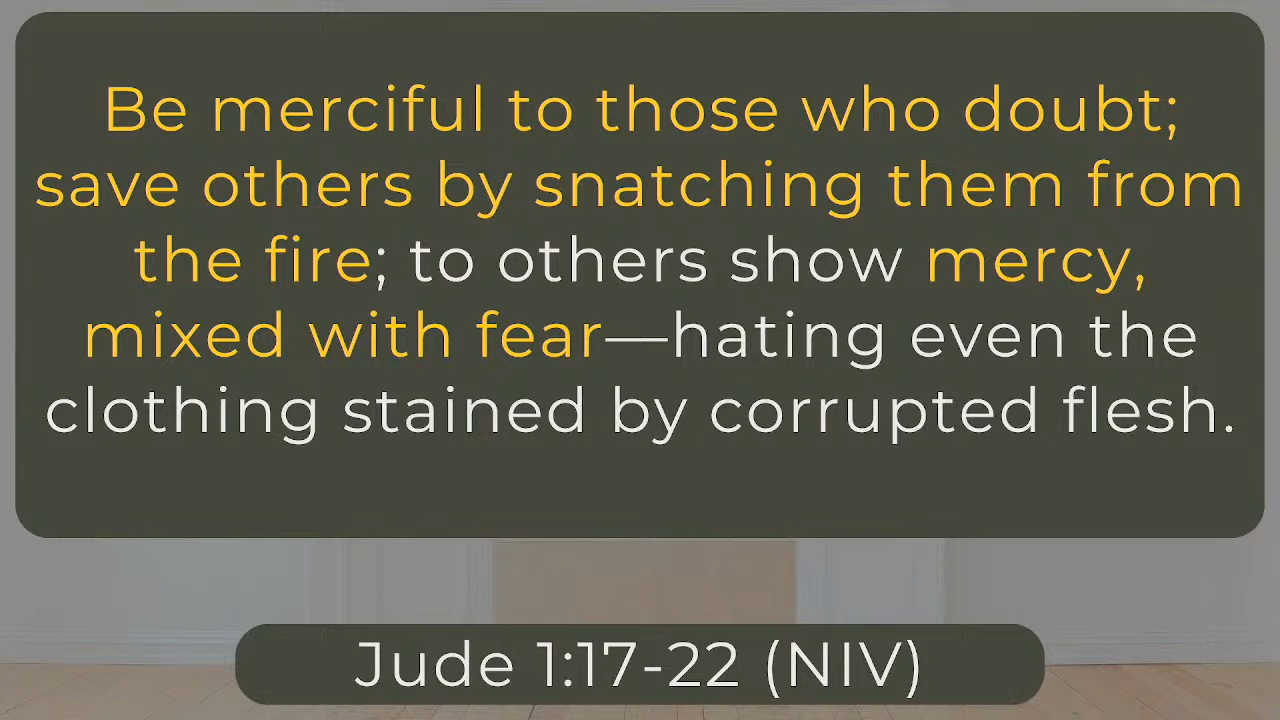 Be merciful to those who doubt;
save others by snatching them from
the fire; to others show mercy,
mixed with fear—hating even the
clothing stained by corrupted flesh.
Jude 1:17-22 (NIV)